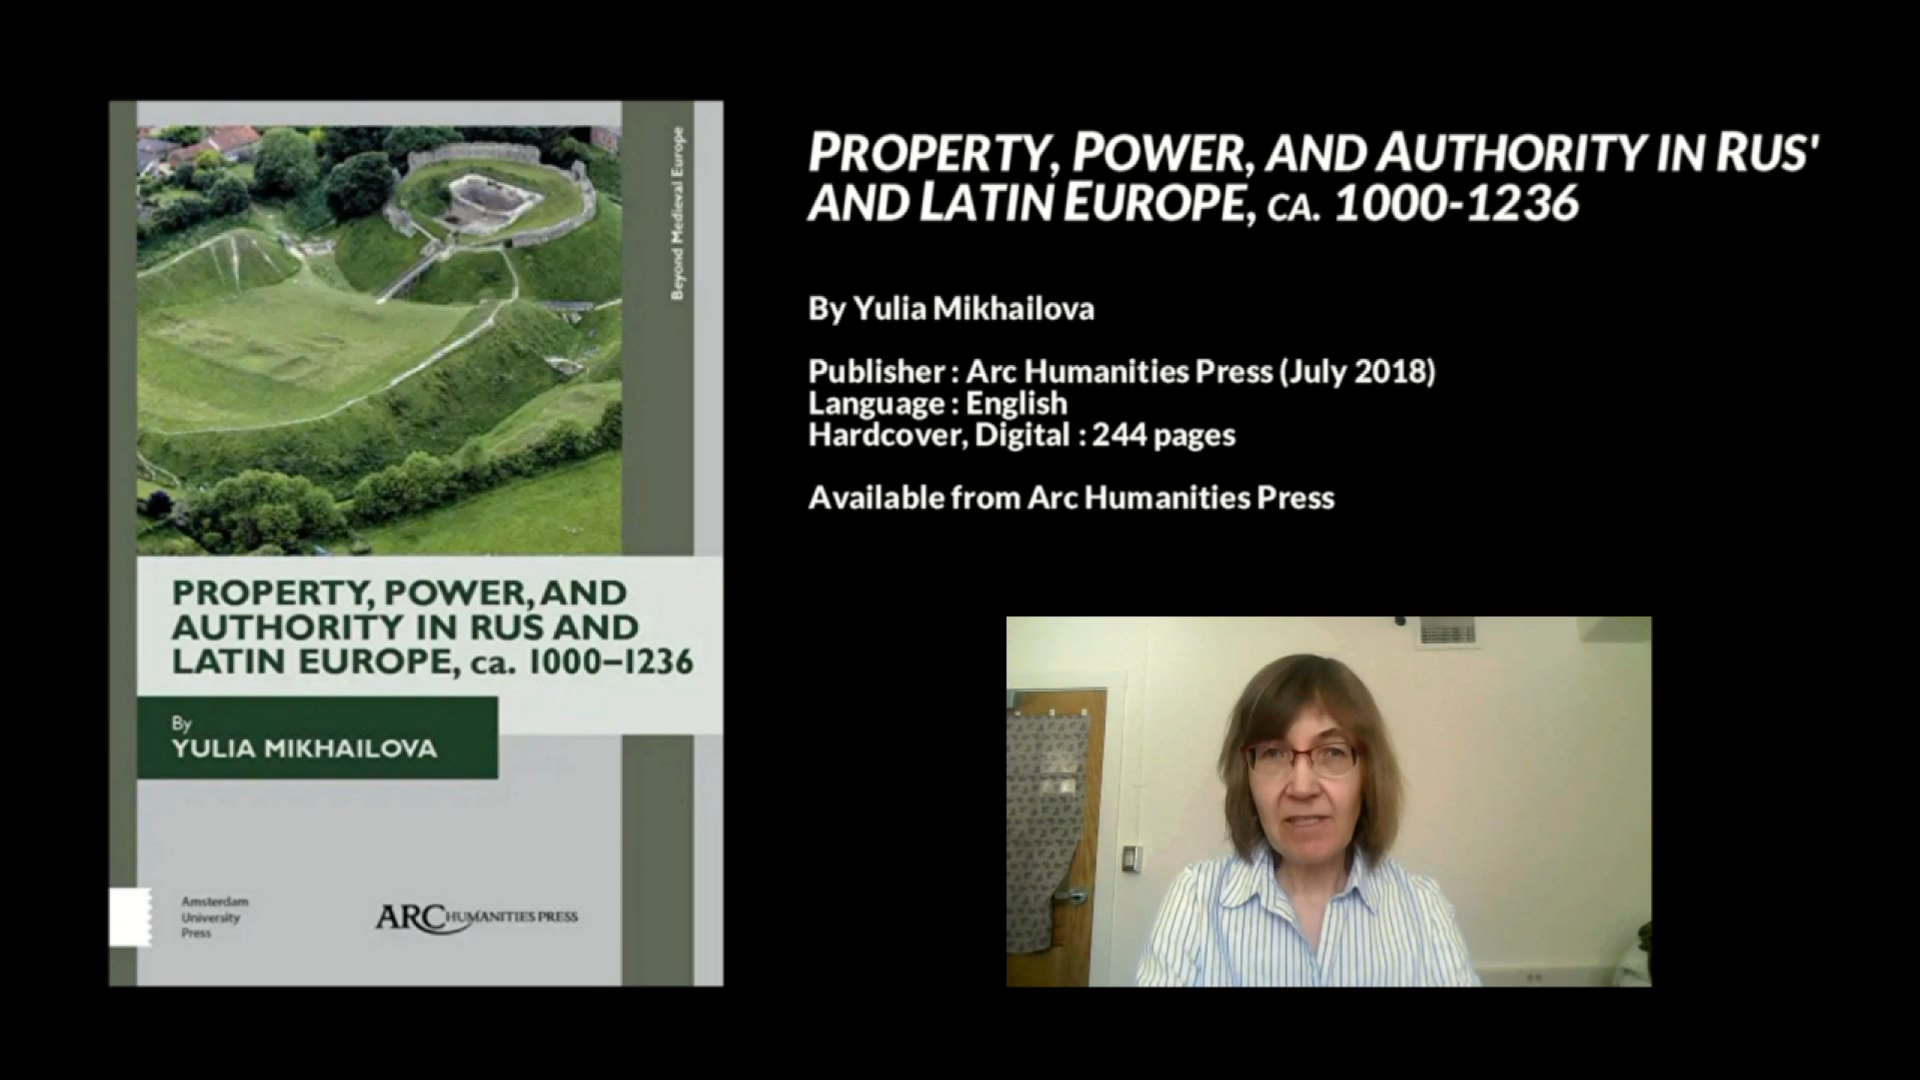 Beyond Medieval Europe
PROPERTY, POWER, AND
AUTHORITY IN RUS AND
LATIN EUROPE, ca. 1000–1236
By
YULIA MIKHAILOVA
Amsterdam
University
Press
ARC HUMANITIES PRESS
PROPERTY, POWER, AND AUTHORITY IN RUS'
AND LATIN EUROPE, CA. 1000-1236
By Yulia Mikhailova
Publisher : Arc Humanities Press (July 2018)
Language : English
Hardcover, Digital : 244 pages
Available from Arc Humanities Press